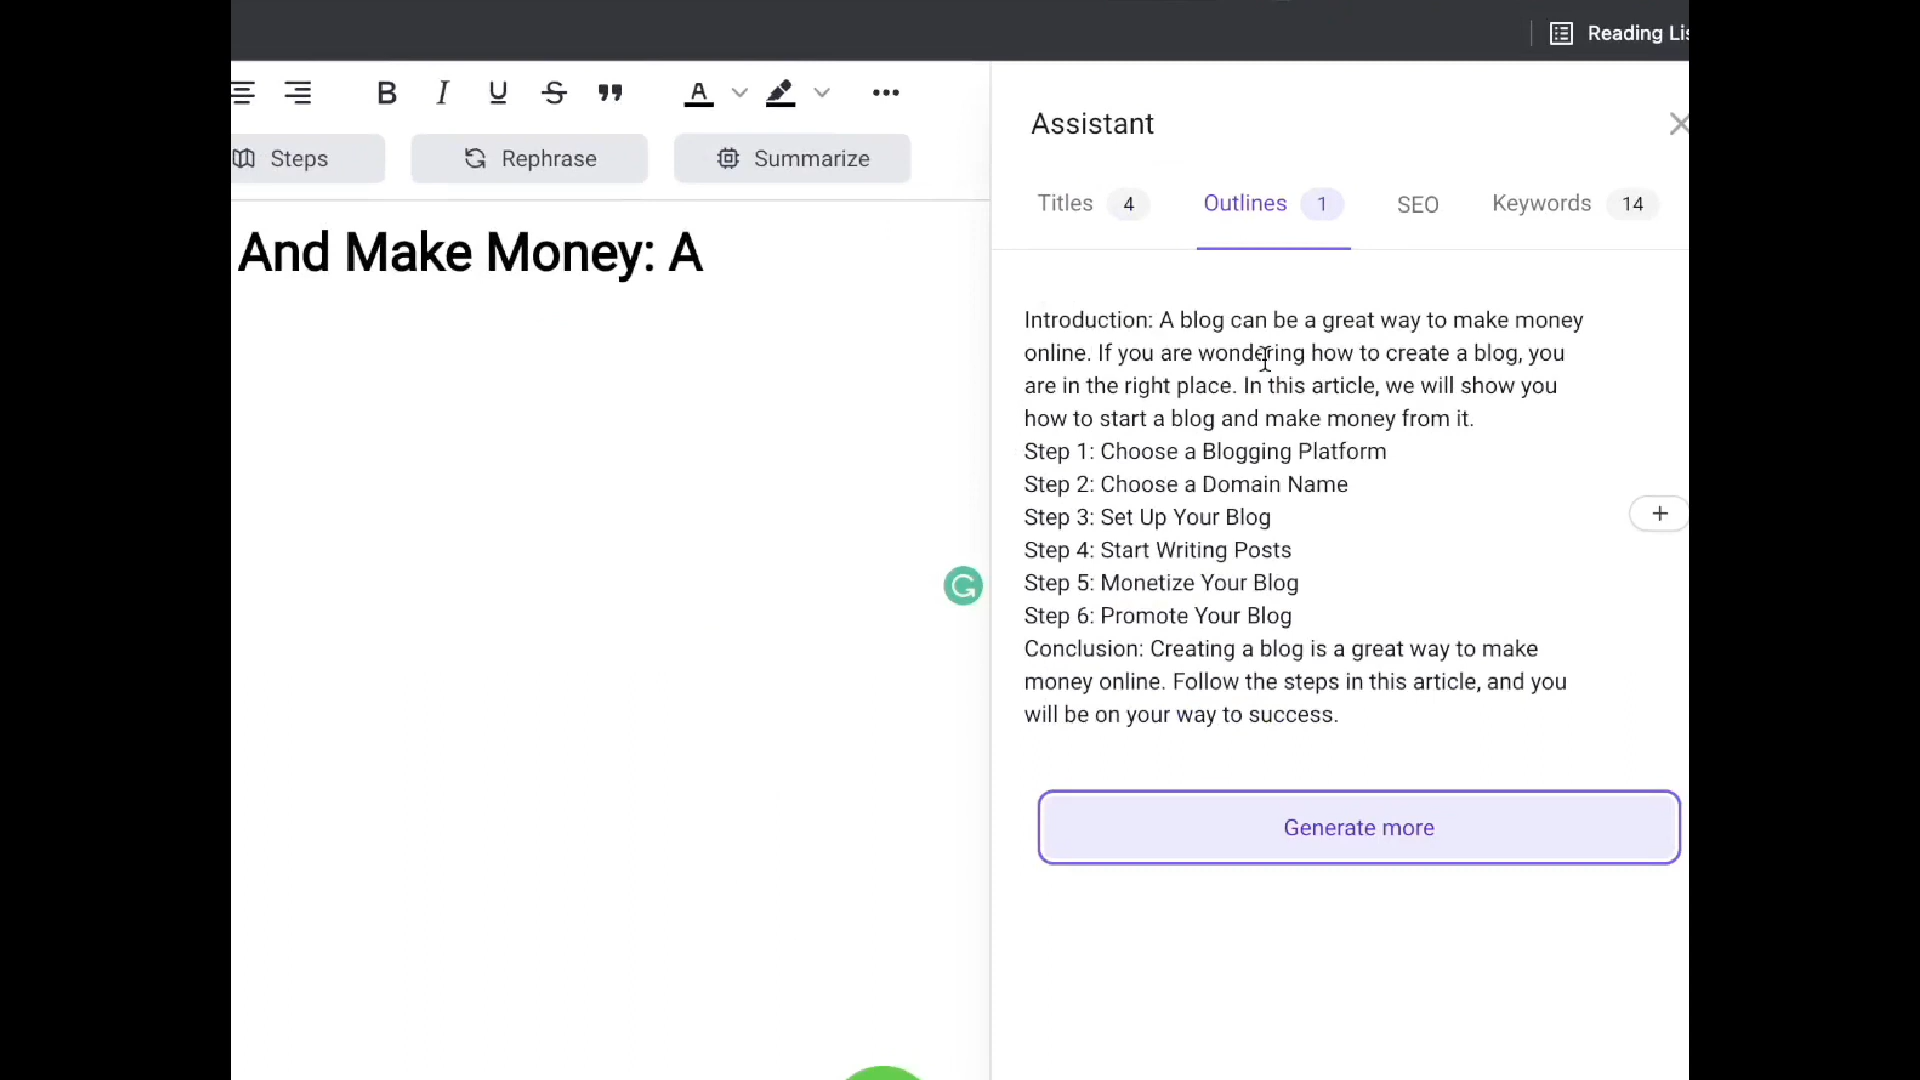 Reading Lis
B I U S A
Steps Rephrase Summarize
And Make Money: A
Assistant
Titles 4 Outlines 1 SEO Keywords 14
Introduction: A blog can be a great way to make money
online. If you are wondering how to create a blog, you
are in the right place. In this article, we will show you
how to start a blog and make money from it.
Step 1: Choose a Blogging Platform
Step 2: Choose a Domain Name
Step 3: Set Up Your Blog
Step 4: Start Writing Posts
Step 5: Monetize Your Blog
Step 6: Promote Your Blog
Conclusion: Creating a blog is a great way to make
money online. Follow the steps in this article, and you
will be on your way to success.
Generate more